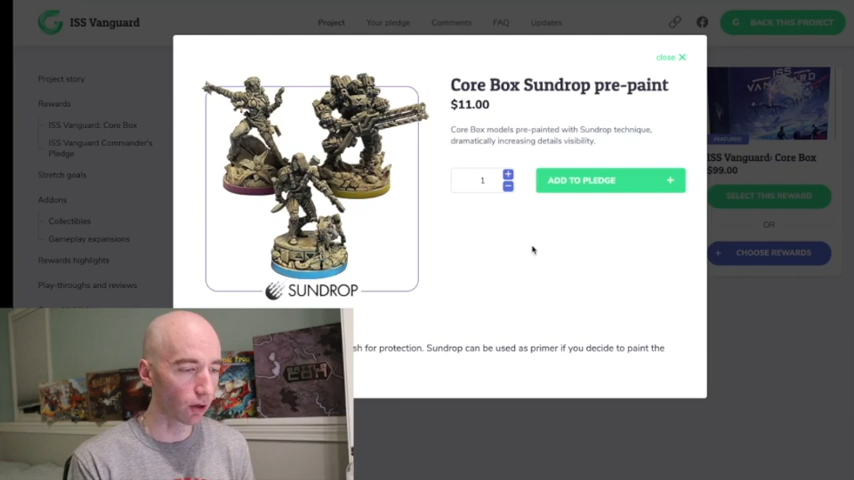 ISS Vanguard
Project
Your pledge
Comments
FAQ
Updates
G BACK THIS PROJECT
close ×
Project story
Rewards
ISS Vanguard: Core Box
ISS Vanguard Commander's
Pledge
Stretch goals
Addons
Collectibles
Gameplay expansions
Rewards highlights
Play-throughs and reviews
SUNDROP
Core Box Sundrop pre-paint
$11.00
Core Box models pre-painted with Sundrop technique,
dramatically increasing details visibility.
1
+
−
ADD TO PLEDGE +
sh for protection. Sundrop can be used as primer if you decide to paint the
ISS Vanguard: Core Box
$99.00
SELECT THIS REWARD
OR
+ CHOOSE REWARDS